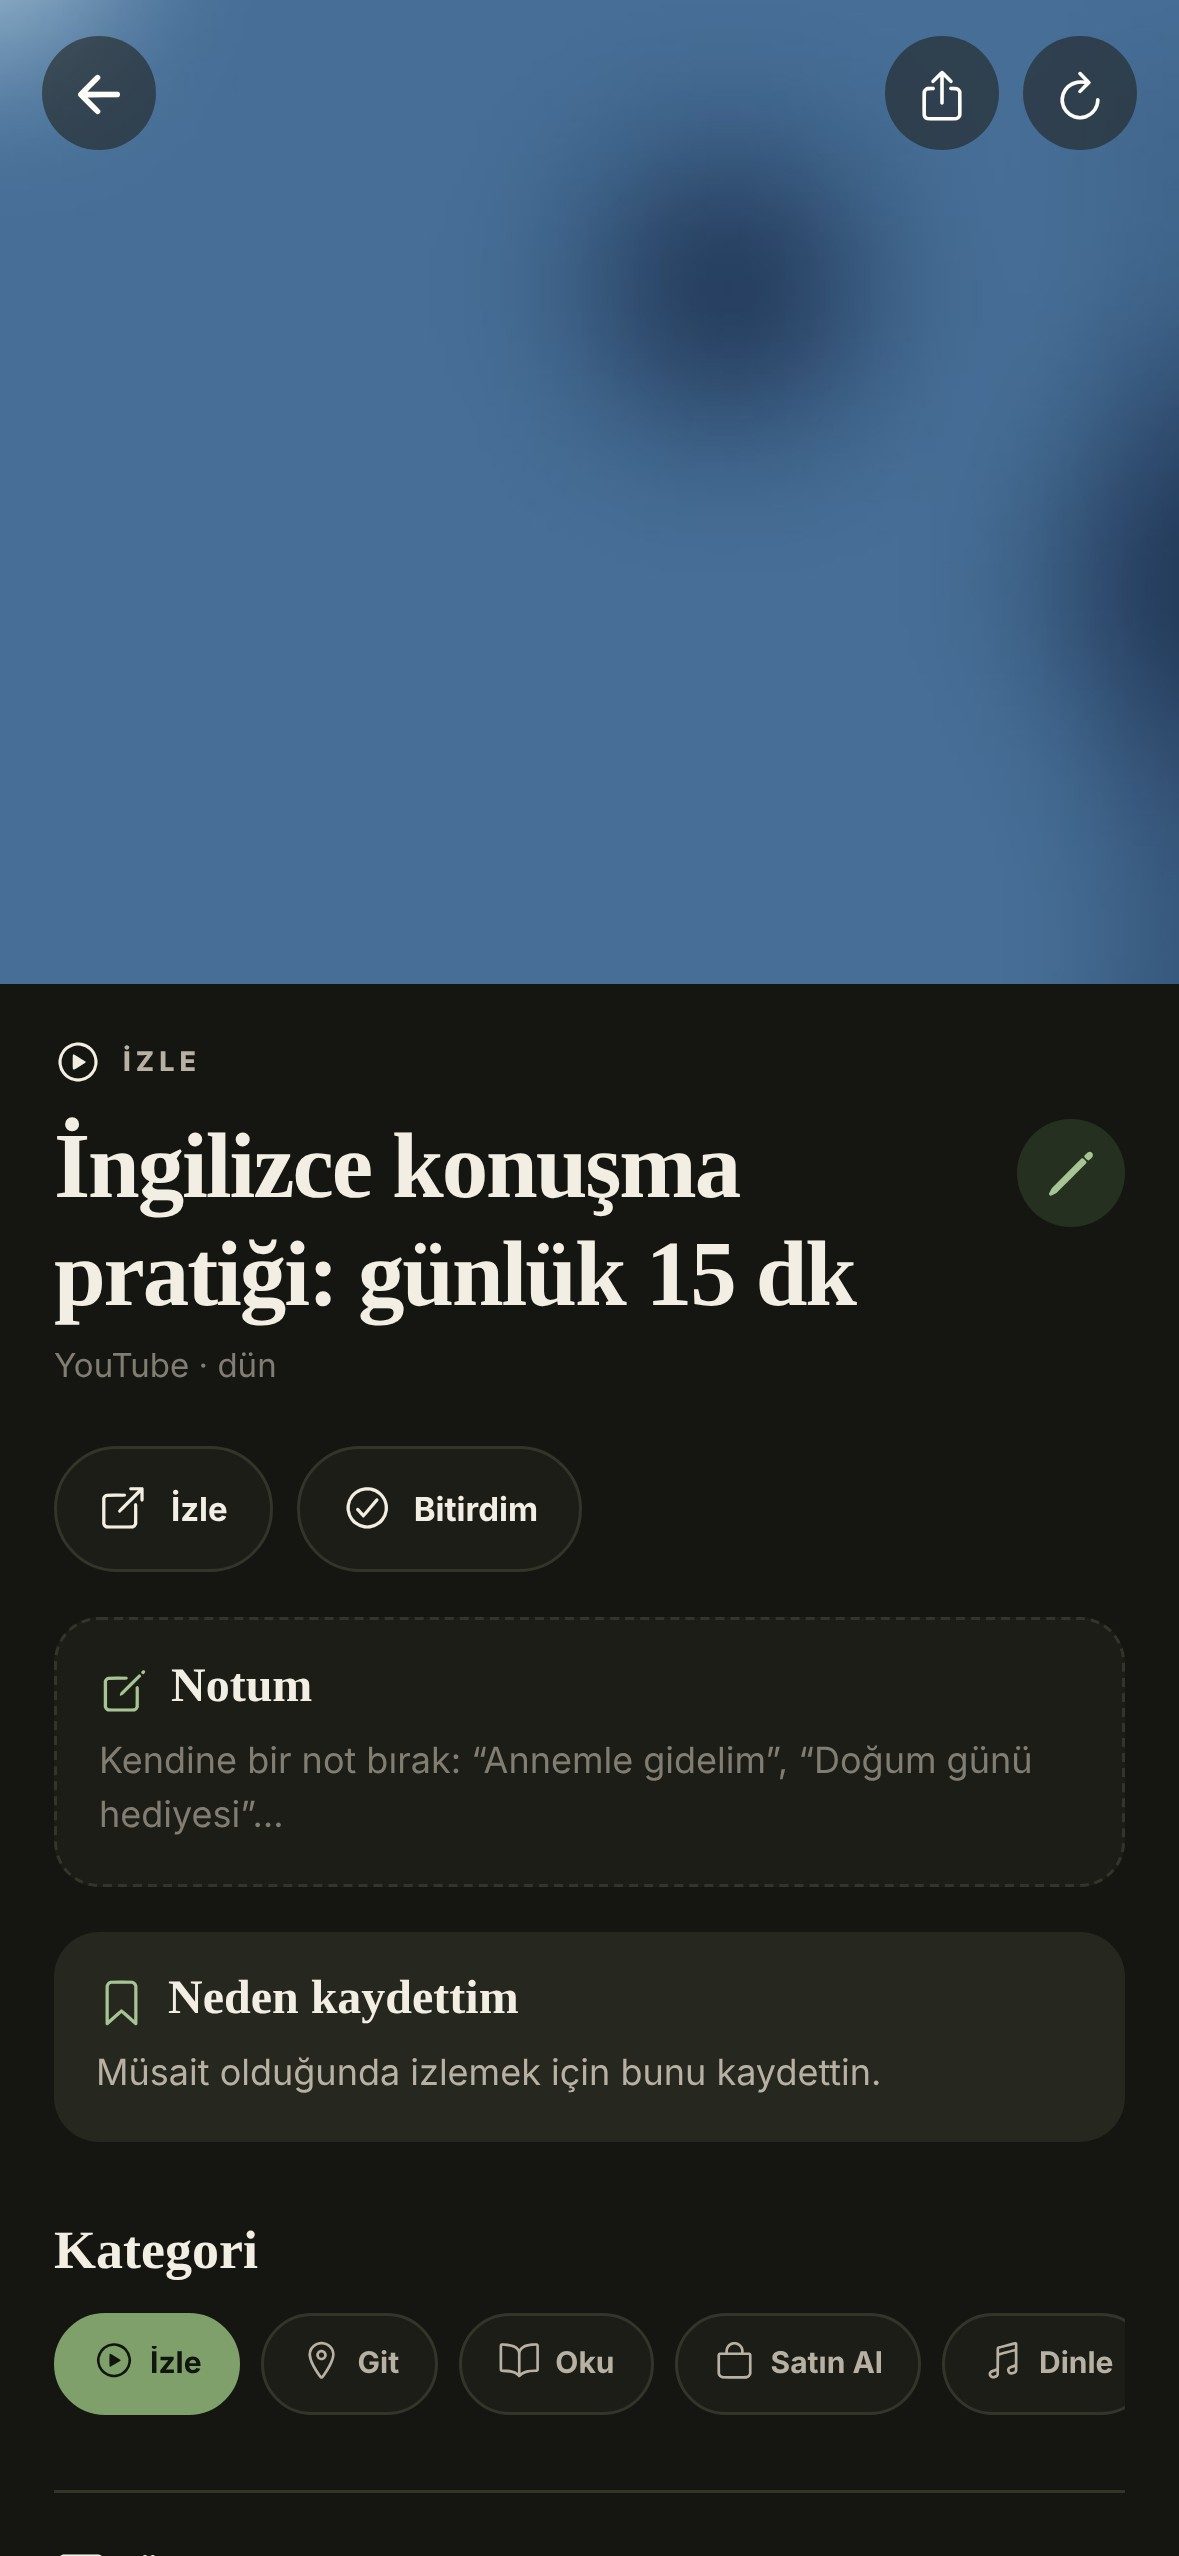 İZLE
İngilizce konuşma
pratiği: günlük 15 dk
YouTube · dün
İzle
Bitirdim
Notum
Kendine bir not bırak: “Annemle gidelim”, “Doğum günü
hediyesi”...
Neden kaydettim
Müsait olduğunda izlemek için bunu kaydettin.
Kategori
İzle
Git
Oku
Satın Al
Dinle